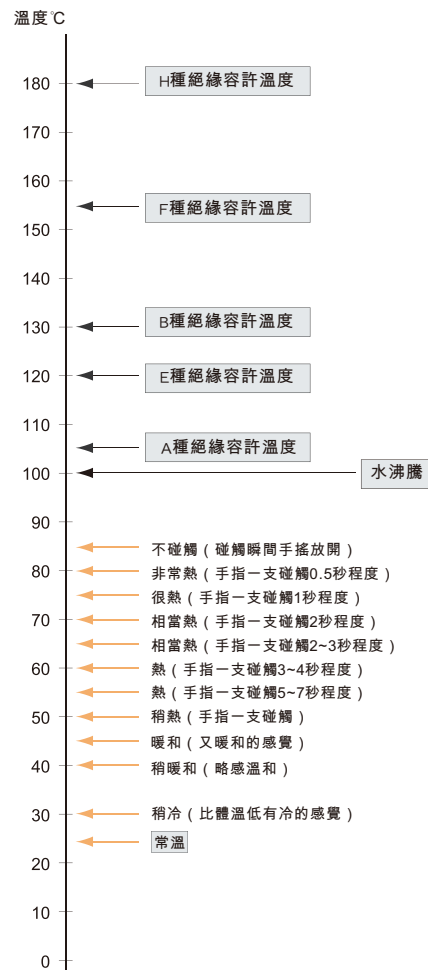 溫度℃
180
H種絕緣容許溫度
170
160
F種絕緣容許溫度
150
140
B種絕緣容許溫度
130
120
E種絕緣容許溫度
110
A種絕緣容許溫度
100
水沸騰
90
不碰觸（碰觸瞬間手搖放開）
80
非常熱（手指一支碰觸0.5秒程度）
很熱（手指一支碰觸1秒程度）
70
相當熱（手指一支碰觸2秒程度）
相當熱（手指一支碰觸2~3秒程度）
60
熱（手指一支碰觸3~4秒程度）
熱（手指一支碰觸5~7秒程度）
50
稍熱（手指一支碰觸）
暖和（又暖和的感覺）
40
稍暖和（略感溫和）
30
稍冷（比體溫低有冷的感覺）
常溫
20
10
0